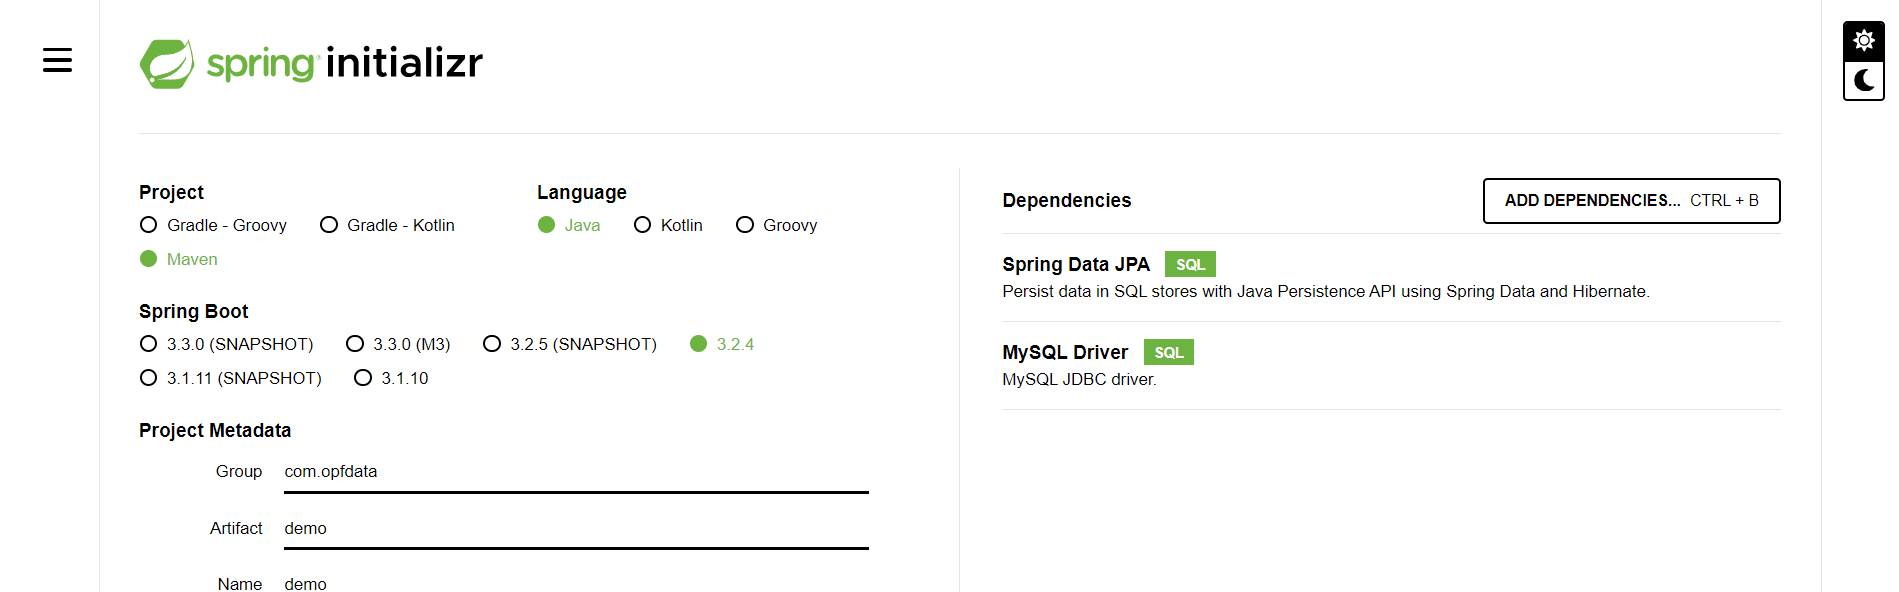 spring initializr
Project
Gradle - Groovy
Gradle - Kotlin
Maven
Language
Java
Kotlin
Groovy
Spring Boot
3.3.0 (SNAPSHOT)
3.3.0 (M3)
3.2.5 (SNAPSHOT)
3.2.4
3.1.11 (SNAPSHOT)
3.1.10
Project Metadata
Group com.opfdata
Artifact demo
Name demo
Dependencies
ADD DEPENDENCIES... CTRL + B
Spring Data JPA SQL
Persist data in SQL stores with Java Persistence API using Spring Data and Hibernate.
MySQL Driver SQL
MySQL JDBC driver.